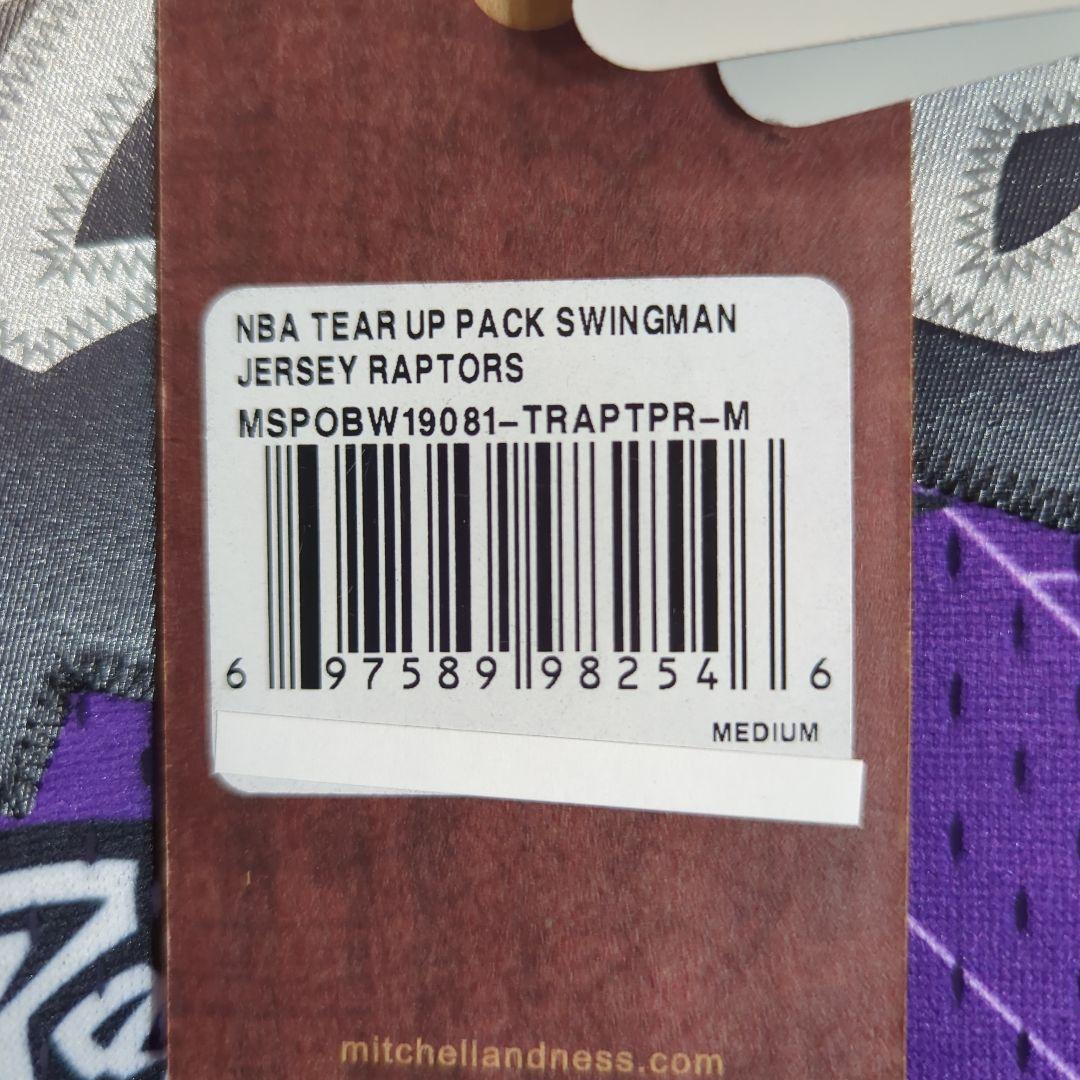 NBA TEAR UP PACK SWINGMAN
JERSEY RAPTORS
MSPOBW19081-TRAPTPR-M
6 97589 98254 6
MEDIUM
mitchellandness.com